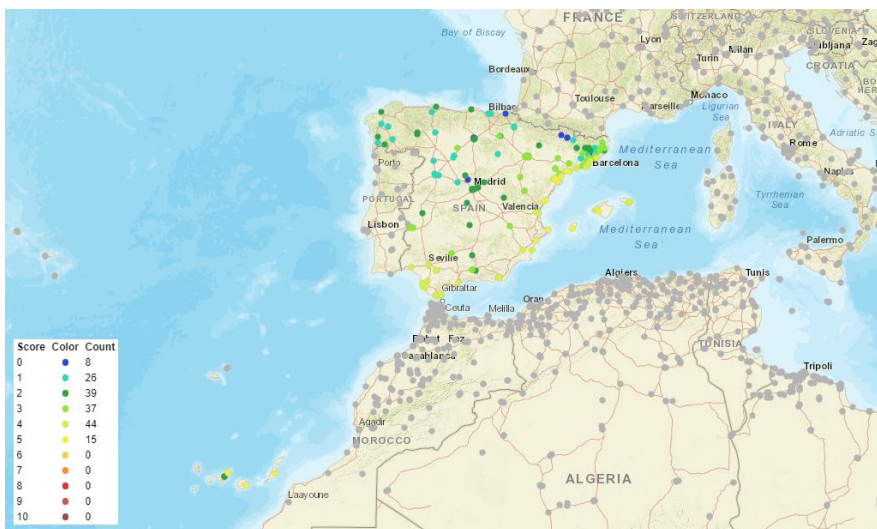 FRANCE
SWITZERLAND
SLOVENIA
Bay of Biscay
Lyon
Milan
Ljubljana
Zag
Turin
CROATIA
Bordeaux
BO
HER
Monaco
Toulouse
Marseille
Ligurian
Sea
Bilbao
ITALY
Adriatic S
Rome
Mediterranean
Sea
Porto
Barcelona
Madrid
Naples
PORTUGAL
Tyrrhenian
Sea
SPAIN
Valencia
Lisbon
Mediterranean
Sea
Palermo
Seville
Algiers
Tunis
Gibraltar
Ceuta
Melilla
Oran
Rabat
Fez
Casablanca
TUNISIA
Tripoli
Agadir
MOROCCO
Laayoune
ALGERIA
Score Color Count
0 8
1 26
2 39
3 37
4 44
5 15
6 0
7 0
8 0
9 0
10 0